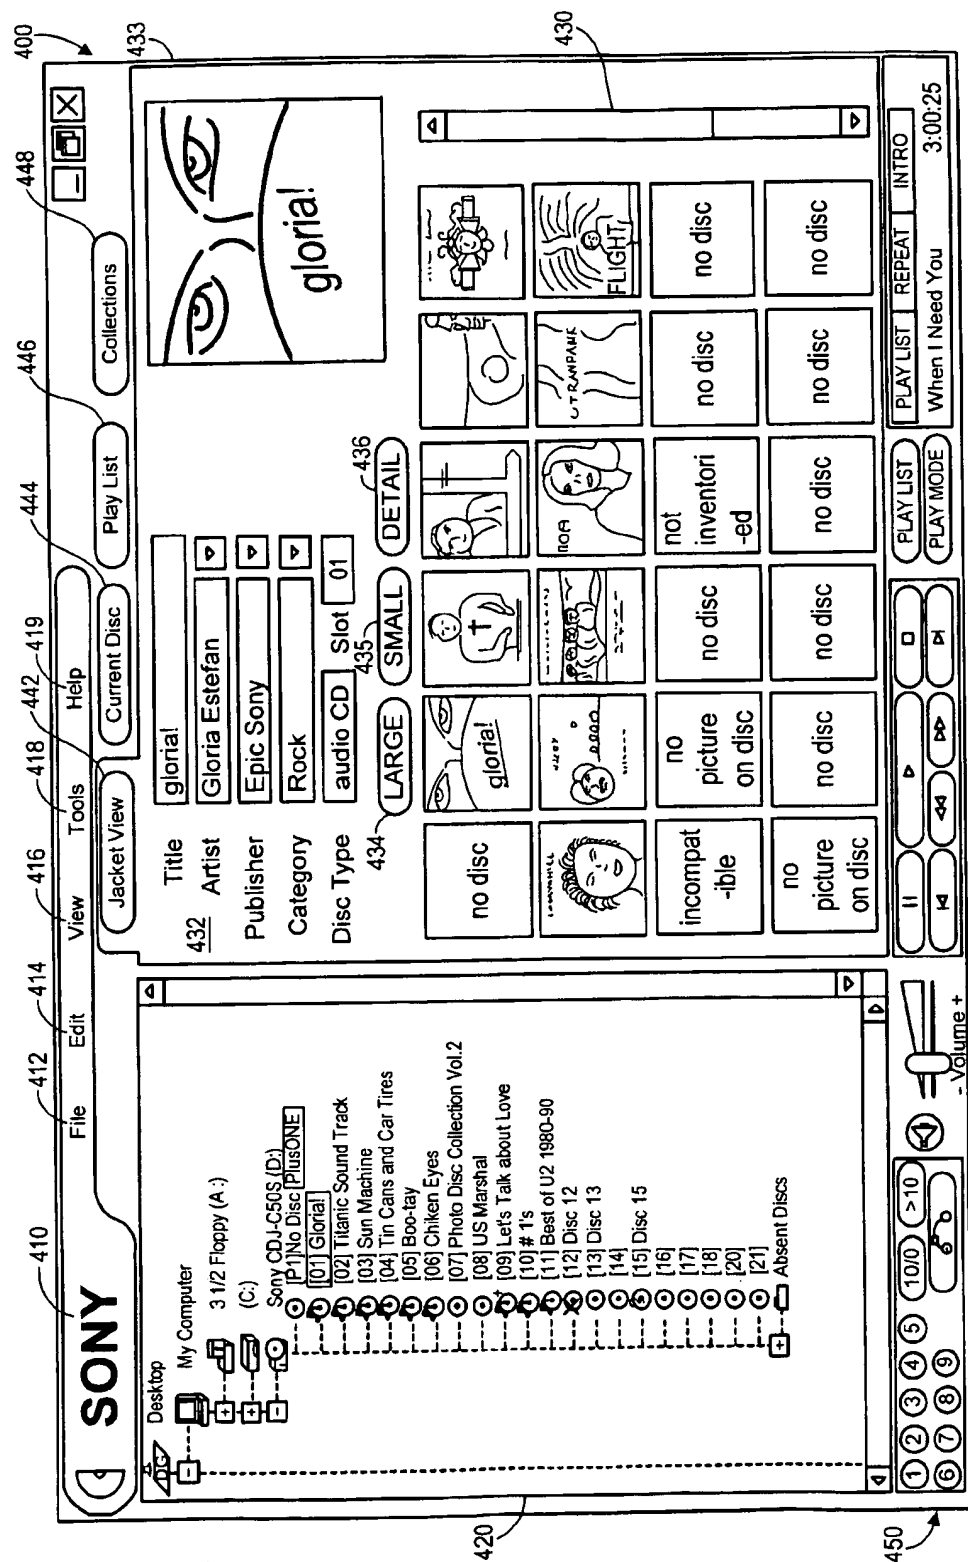 400
410
412
414
416
418
442
419
444
446
448
433
SONY
File
Edit
View
Tools
Help
Jacket View
Current Disc
Play List
Collections
Desktop
DG
My Computer
3 1/2 Floppy (A :)
(C:)
Sony CDJ-C50S (D:)
[P1]No Disc PlusONE
[01] Gloria!
[02] Titanic Sound Track
[03] Sun Machine
[04] Tin Cans and Car Tires
[05] Boo-tay
[06] Chiken Eyes
[07] Photo Disc Collection Vol.2
[08] US Marshal
[09] Let's Talk about Love
[10] # 1's
[11] Best of U2 1980-90
[12] Disc 12
[13] Disc 13
[14]
[15] Disc 15
[16]
[17]
[18]
[20]
[21]
Absent Discs
420
Title gloria!
432 Artist Gloria Estefan
Publisher Epic Sony
Category Rock
Disc Type audio CD Slot 01
gloria!
434 435 436
LARGE SMALL DETAIL
430
no disc
gloria!
UTRANPANK
FLIGHT
incompat
-ible
no
picture
on disc
no disc
not
inventori
-ed
no disc
no disc
no
picture
on disc
no disc
no disc
no disc
no disc
no disc
450
1 2 3 4 5 10/0 >10
6 7 8 9
- Volume +
PLAY LIST
PLAY MODE
PLAY LIST REPEAT INTRO
When I Need You 3:00:25